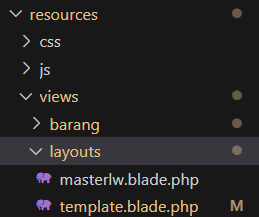 resources
css
js
views
barang
layouts
masterlw.blade.php
template.blade.php M